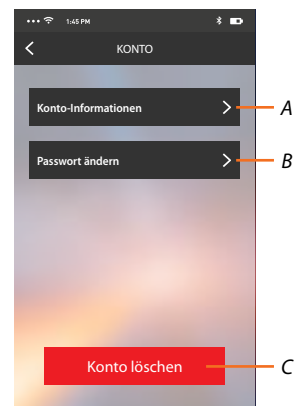 1:45 PM
KONTO
Konto-Informationen
A
Passwort ändern
B
Konto löschen
C